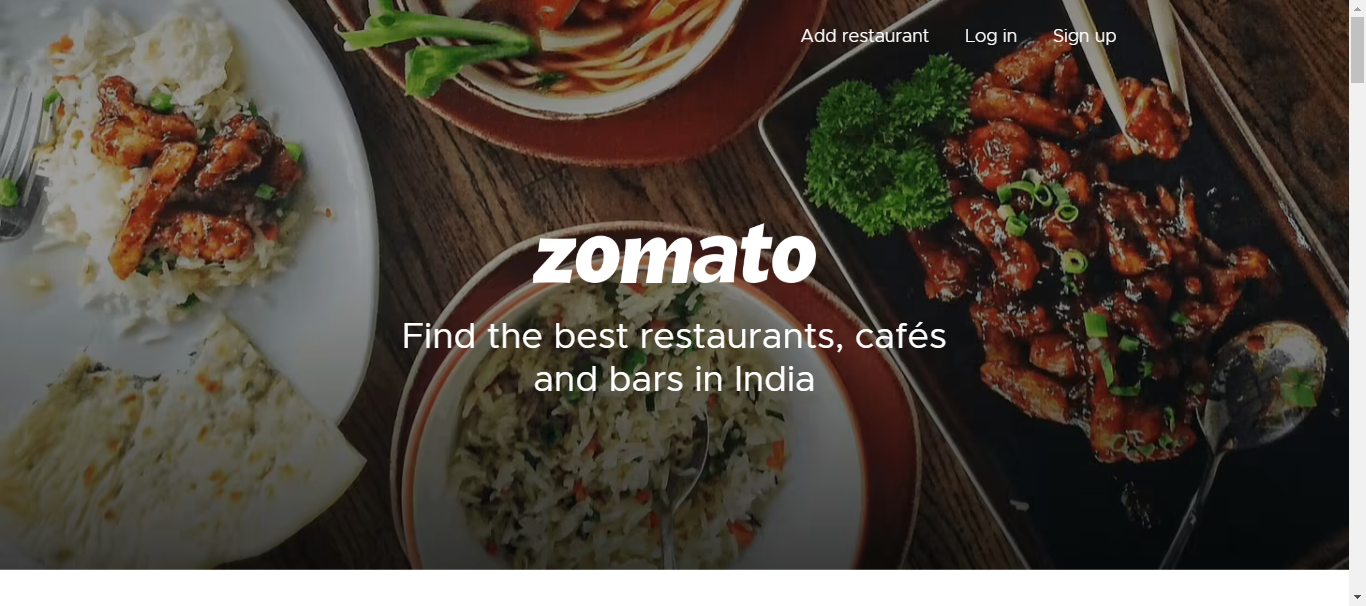 Add restaurant Log in Sign up
zomato
Find the best restaurants, cafés
and bars in India